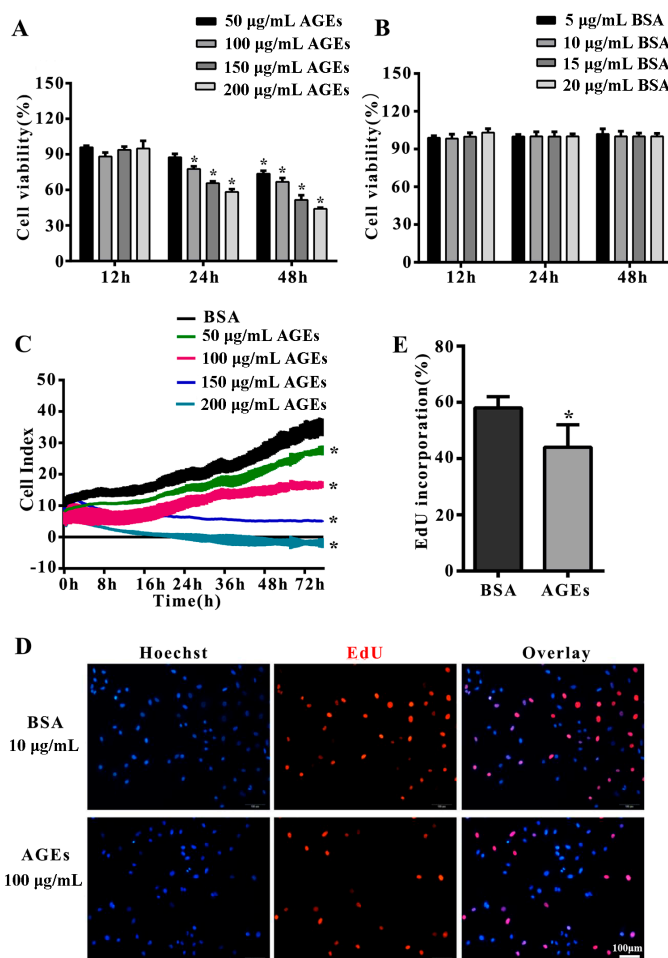 A
50 μg/mL AGEs
100 μg/mL AGEs
150 μg/mL AGEs
200 μg/mL AGEs
Cell viability(%)
150
120
90
60
30
0
* * *
* * * *
12h 24h 48h
B
5 μg/mL BSA
10 μg/mL BSA
15 μg/mL BSA
20 μg/mL BSA
Cell viability(%)
150
120
90
60
30
0
12h 24h 48h
C
BSA
50 μg/mL AGEs
100 μg/mL AGEs
150 μg/mL AGEs
200 μg/mL AGEs
Cell Index
50
40
30
20
10
0
-10
*
*
*
*
0h 8h 16h 24h 36h 48h 72h
Time(h)
E
EdU incorporation(%)
80
60
40
20
0
*
BSA AGEs
D
Hoechst EdU Overlay
BSA
10 μg/mL
AGEs
100 μg/mL
100μm